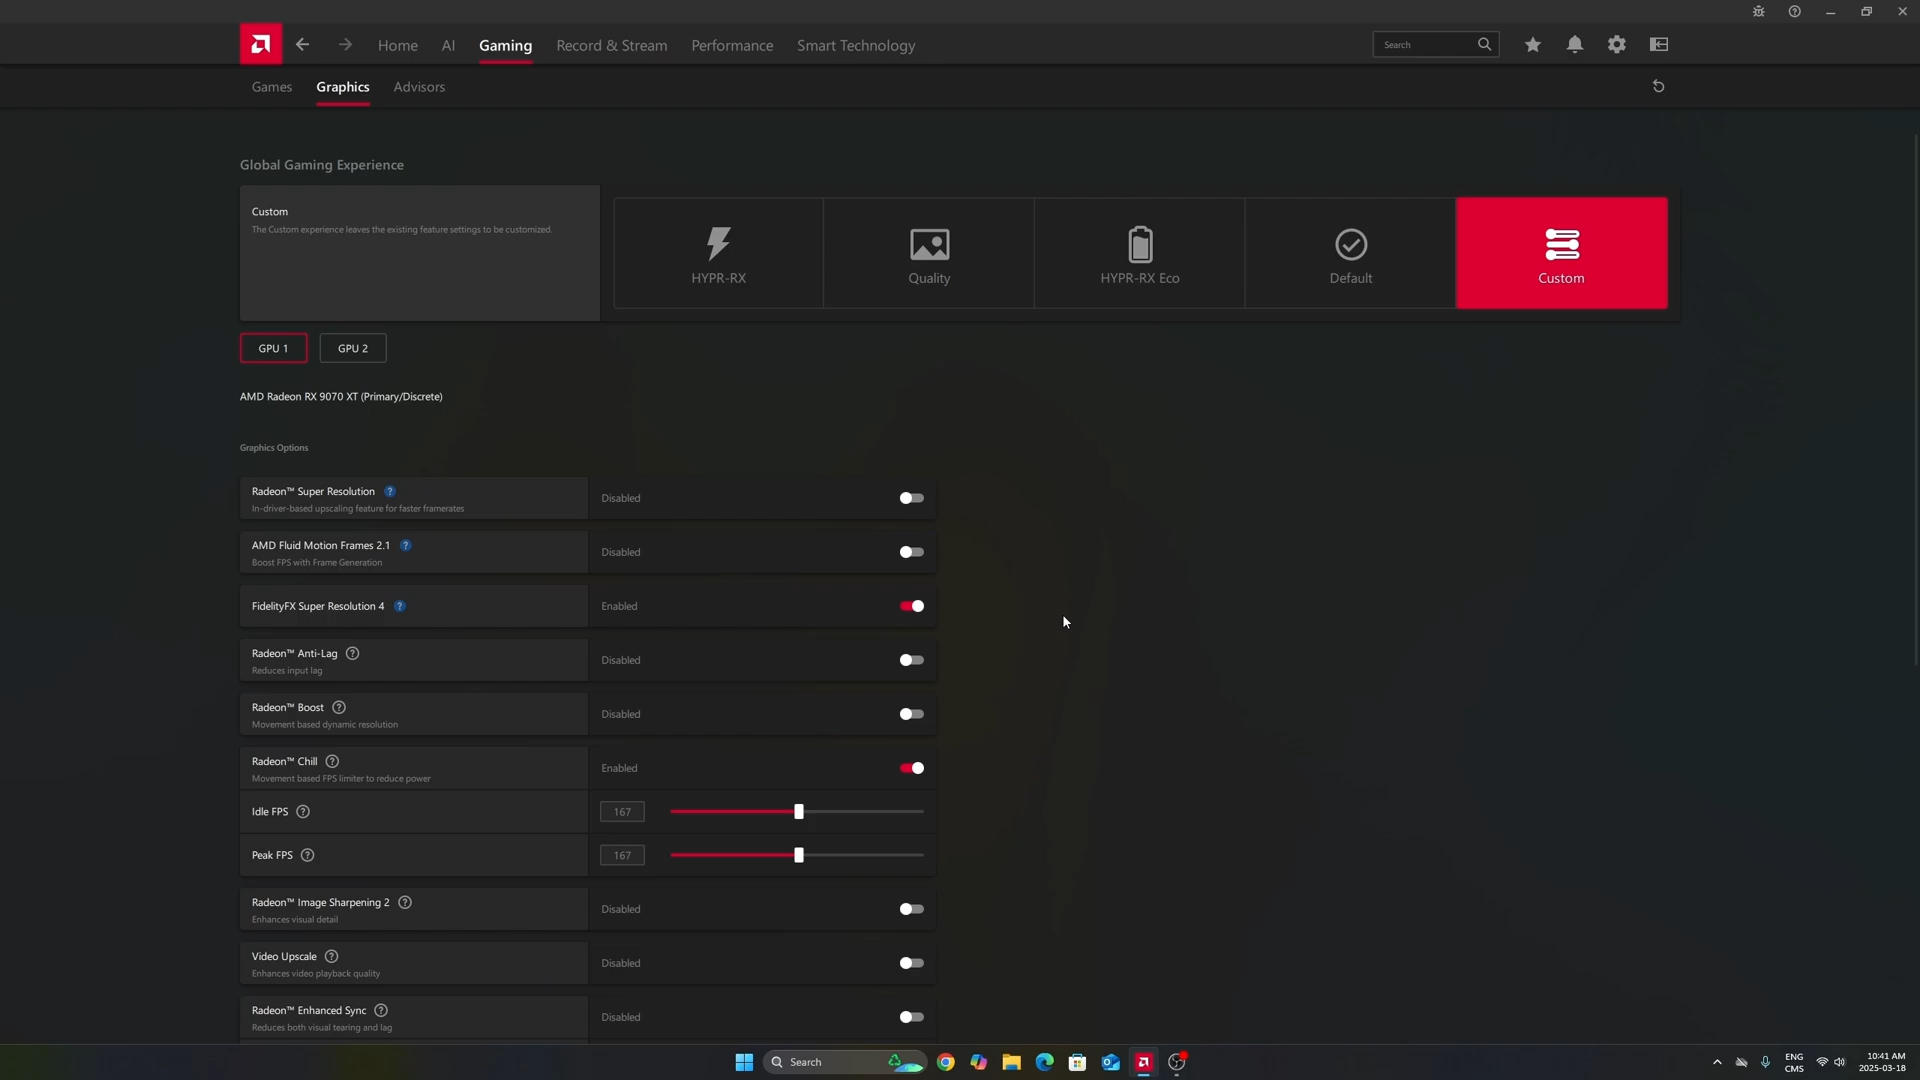 Home AI Gaming Record & Stream Performance Smart Technology Search
Games Graphics Advisors
Global Gaming Experience
Custom
The Custom experience leaves the existing feature settings to be customized.
HYPR-RX Quality HYPR-RX Eco Default Custom
GPU 1 GPU 2
AMD Radeon RX 9070 XT (Primary/Discrete)
Graphics Options
Radeon™ Super Resolution ? Disabled
In-driver-based upscaling feature for faster framerates
AMD Fluid Motion Frames 2.1 ? Disabled
Boost FPS with Frame Generation
FidelityFX Super Resolution 4 ? Enabled
Radeon™ Anti-Lag ? Disabled
Reduces input lag
Radeon™ Boost ? Disabled
Movement based dynamic resolution
Radeon™ Chill ? Enabled
Movement based FPS limiter to reduce power
Idle FPS ? 167
Peak FPS ? 167
Radeon™ Image Sharpening 2 ? Disabled
Enhances visual detail
Video Upscale ? Disabled
Enhances video playback quality
Radeon™ Enhanced Sync ? Disabled
Reduces both visual tearing and lag
Search ENG 10:41 AM
CMS 2025-03-18